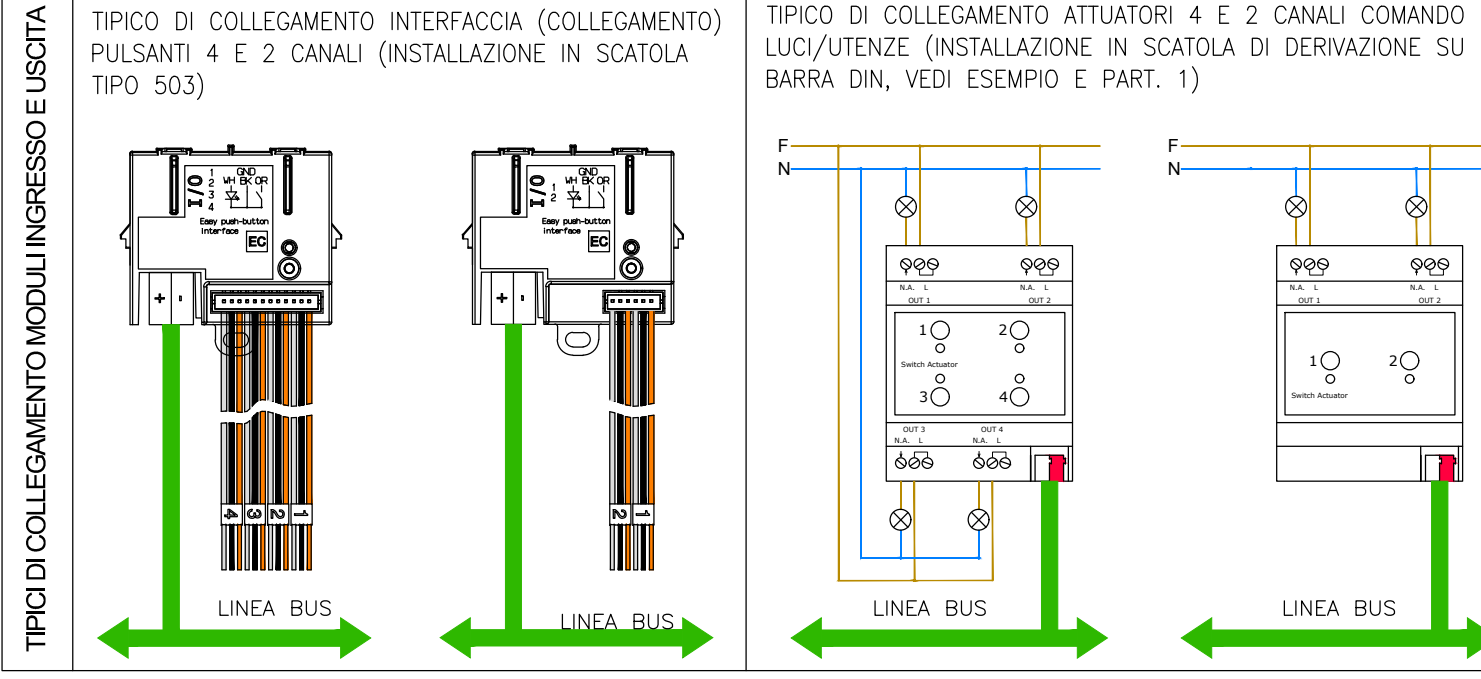 TIPICI DI COLLEGAMENTO MODULI INGRESSO E USCITA
TIPICO DI COLLEGAMENTO INTERFACCIA (COLLEGAMENTO)
PULSANTI 4 E 2 CANALI (INSTALLAZIONE IN SCATOLA
TIPO 503)
I/O
1
2
3
4
GND
WH BK OR
Easy push-button
interface
EC
+ -
4 3 2 1
LINEA BUS
I/O
1
2
GND
WH BK OR
Easy push-button
interface
EC
+ -
2 1
LINEA BUS
TIPICO DI COLLEGAMENTO ATTUATORI 4 E 2 CANALI COMANDO
LUCI/UTENZE (INSTALLAZIONE IN SCATOLA DI DERIVAZIONE SU
BARRA DIN, VEDI ESEMPIO E PART. 1)
F
N
N.A. L
OUT 1
N.A. L
OUT 2
1
2
Switch Actuator
3
4
OUT 3
N.A. L
OUT 4
N.A. L
LINEA BUS
F
N
N.A. L
OUT 1
N.A. L
OUT 2
1
2
Switch Actuator
LINEA BUS